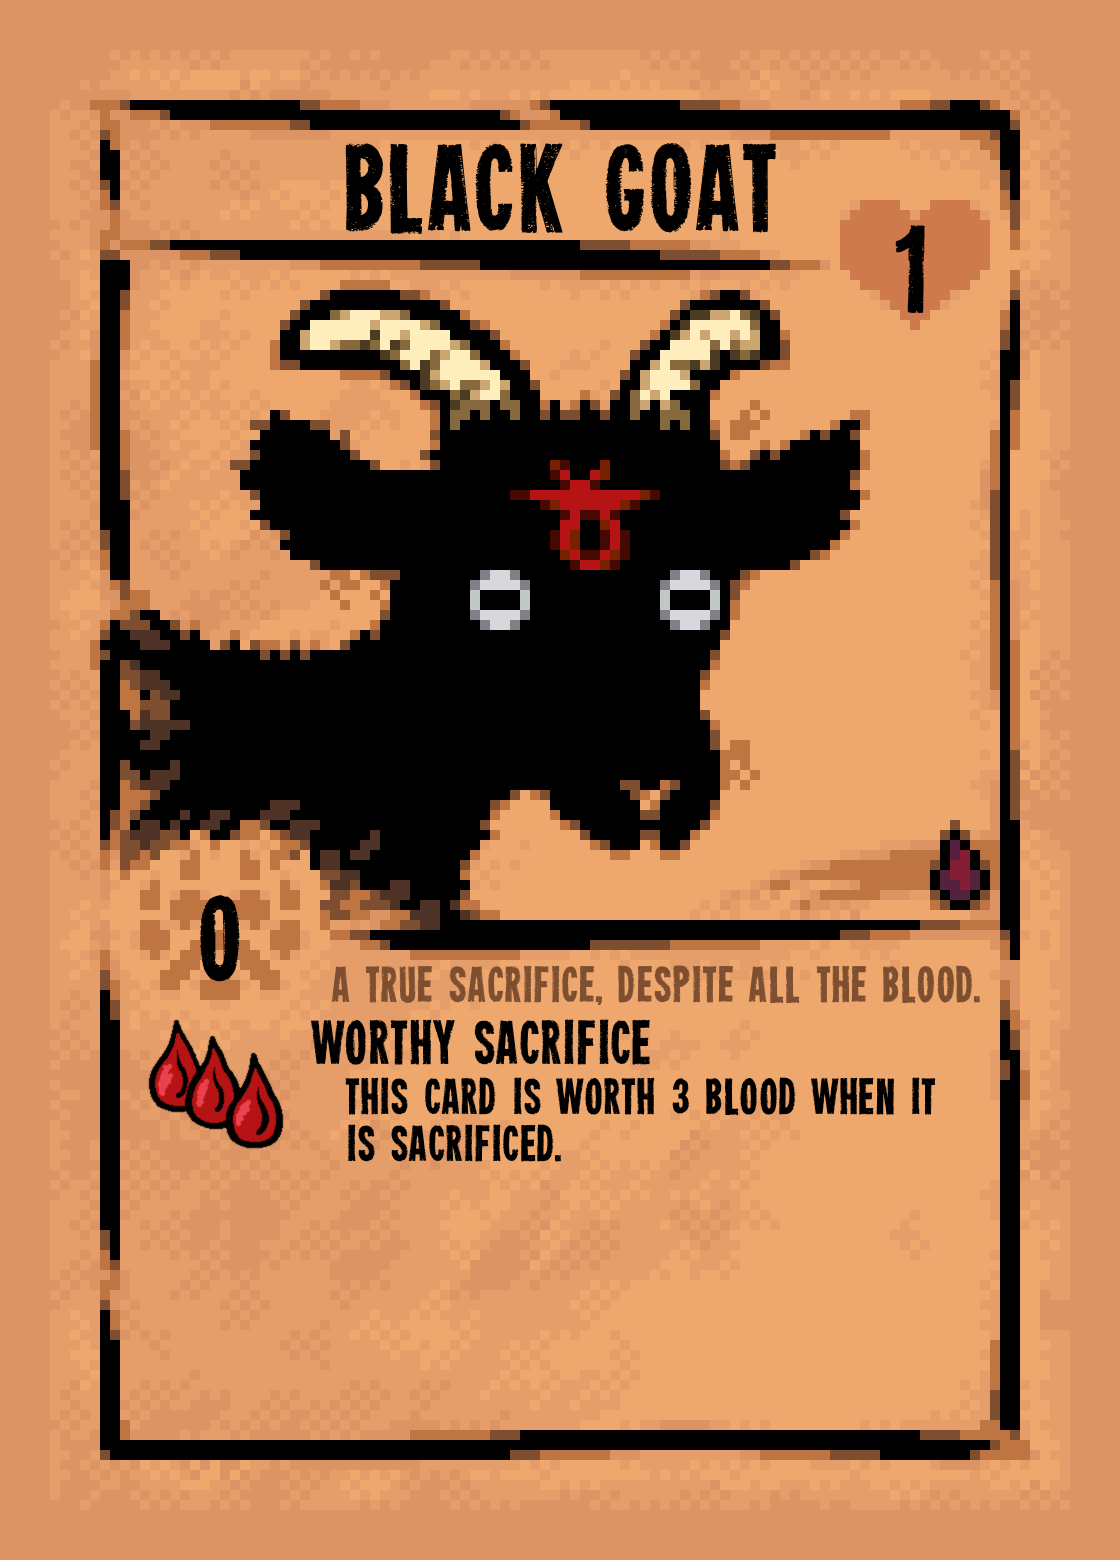 BLACK GOAT
1
0
A TRUE SACRIFICE, DESPITE ALL THE BLOOD.
WORTHY SACRIFICE
THIS CARD IS WORTH 3 BLOOD WHEN IT
IS SACRIFICED.